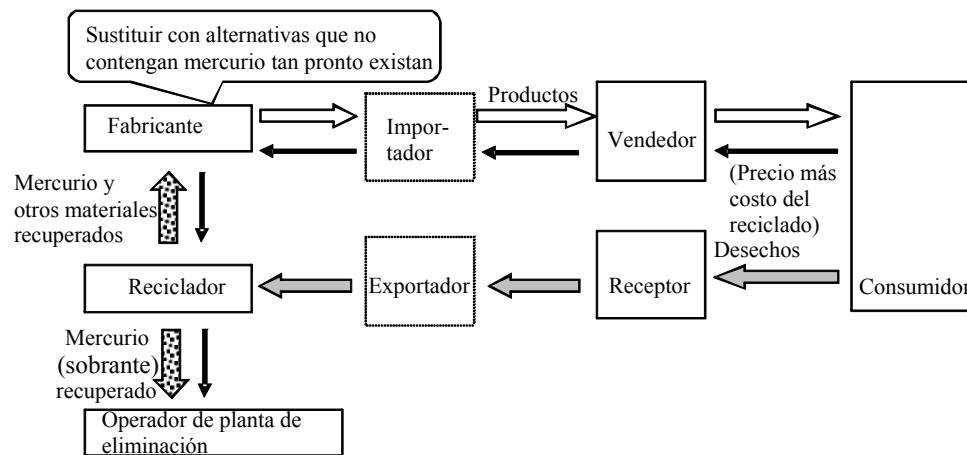 Sustituir con alternativas que no
contengan mercurio tan pronto existan
Fabricante
Impor-
tador
Productos
Vendedor
(Precio más
costo del
reciclado)
Mercurio y
otros materiales
recuperados
Desechos
Reciclador
Exportador
Receptor
Consumidor
Mercurio
(sobrante)
recuperado
Operador de planta de
eliminación